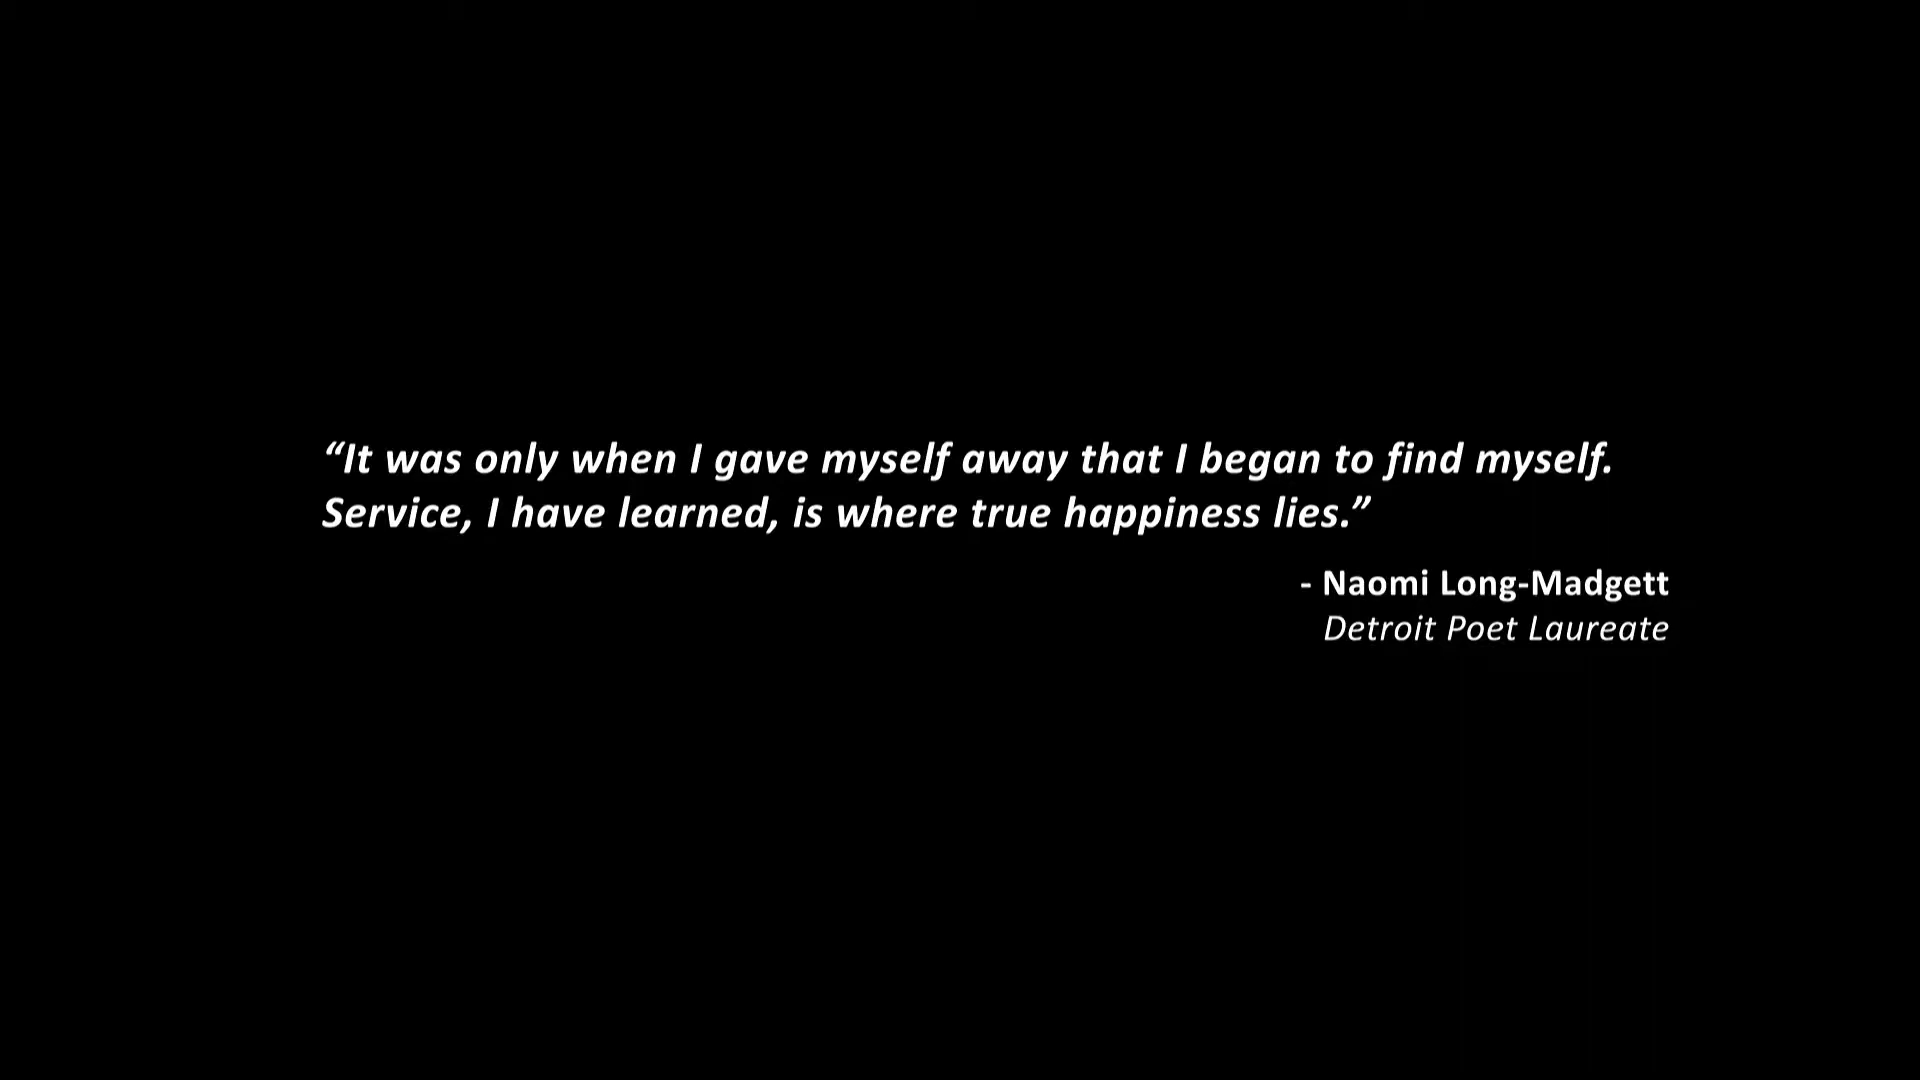 “It was only when I gave myself away that I began to find myself.
Service, I have learned, is where true happiness lies.”
- Naomi Long-Madgett
Detroit Poet Laureate